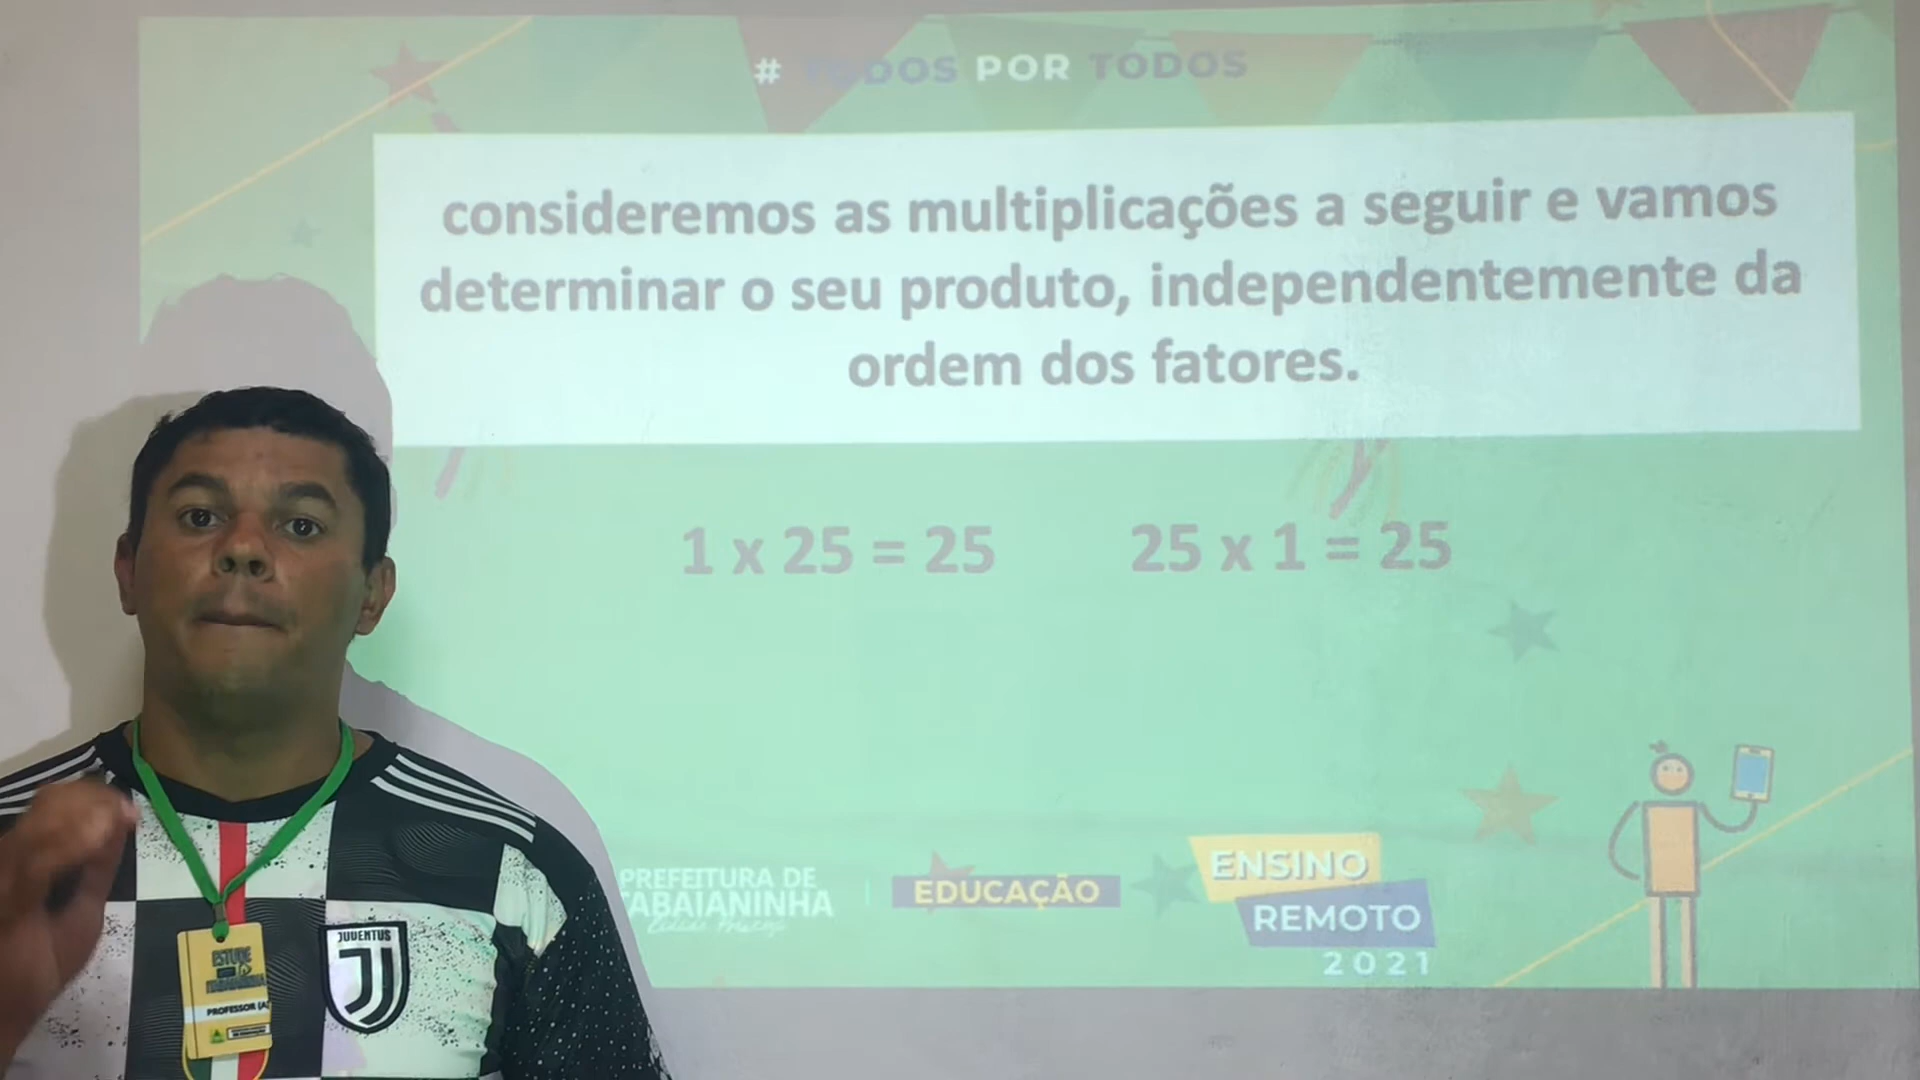 # TODOS POR TODOS
consideremos as multiplicações a seguir e vamos
determinar o seu produto, independentemente da
ordem dos fatores.
1 x 25 = 25
25 x 1 = 25
PREFEITURA DE
TABAIANINHA
EDUCAÇÃO
ENSINO
REMOTO
2021
JUVENTUS
ESTUDE
PROFESSOR (A)